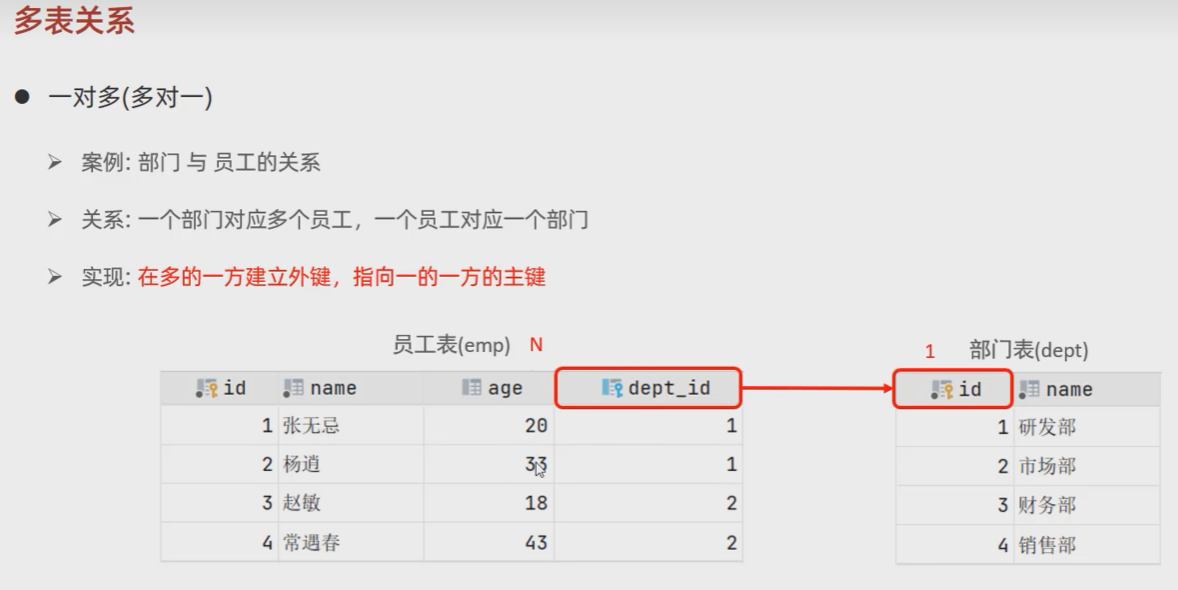 多表关系
一对多(多对一)
案例: 部门 与 员工的关系
关系: 一个部门对应多个员工，一个员工对应一个部门
实现: 在多的一方建立外键，指向一的一方的主键
员工表(emp) N
id name age dept_id
1 张无忌 20 1
2 杨逍 33 1
3 赵敏 18 2
4 常遇春 43 2
1 部门表(dept)
id name
1 研发部
2 市场部
3 财务部
4 销售部